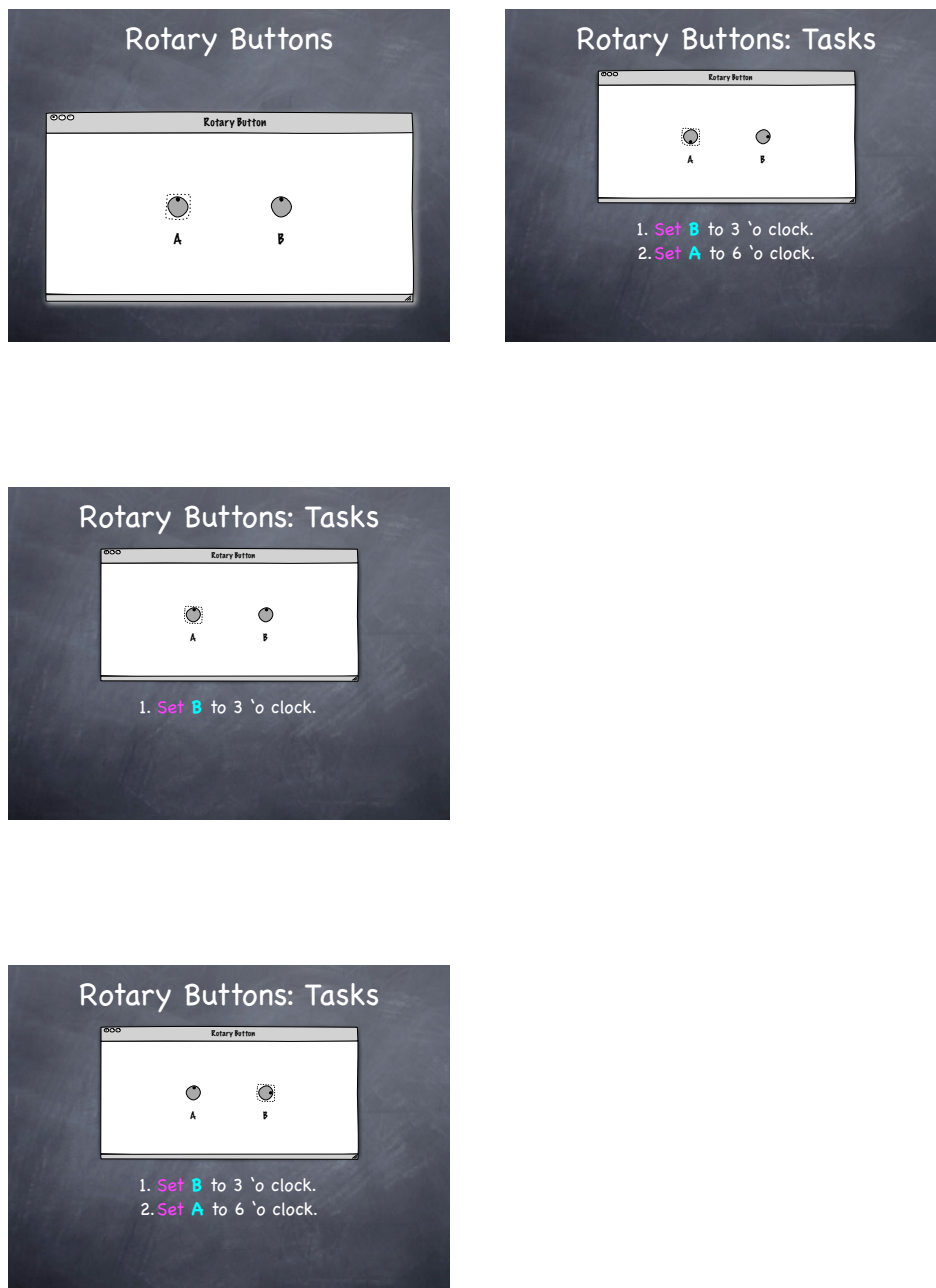 Rotary Buttons
Rotary Button
A B
Rotary Buttons: Tasks
Rotary Button
A B
1. Set B to 3 `o clock.
2. Set A to 6 `o clock.
Rotary Buttons: Tasks
Rotary Button
A B
1. Set B to 3 `o clock.
Rotary Buttons: Tasks
Rotary Button
A B
1. Set B to 3 `o clock.
2. Set A to 6 `o clock.